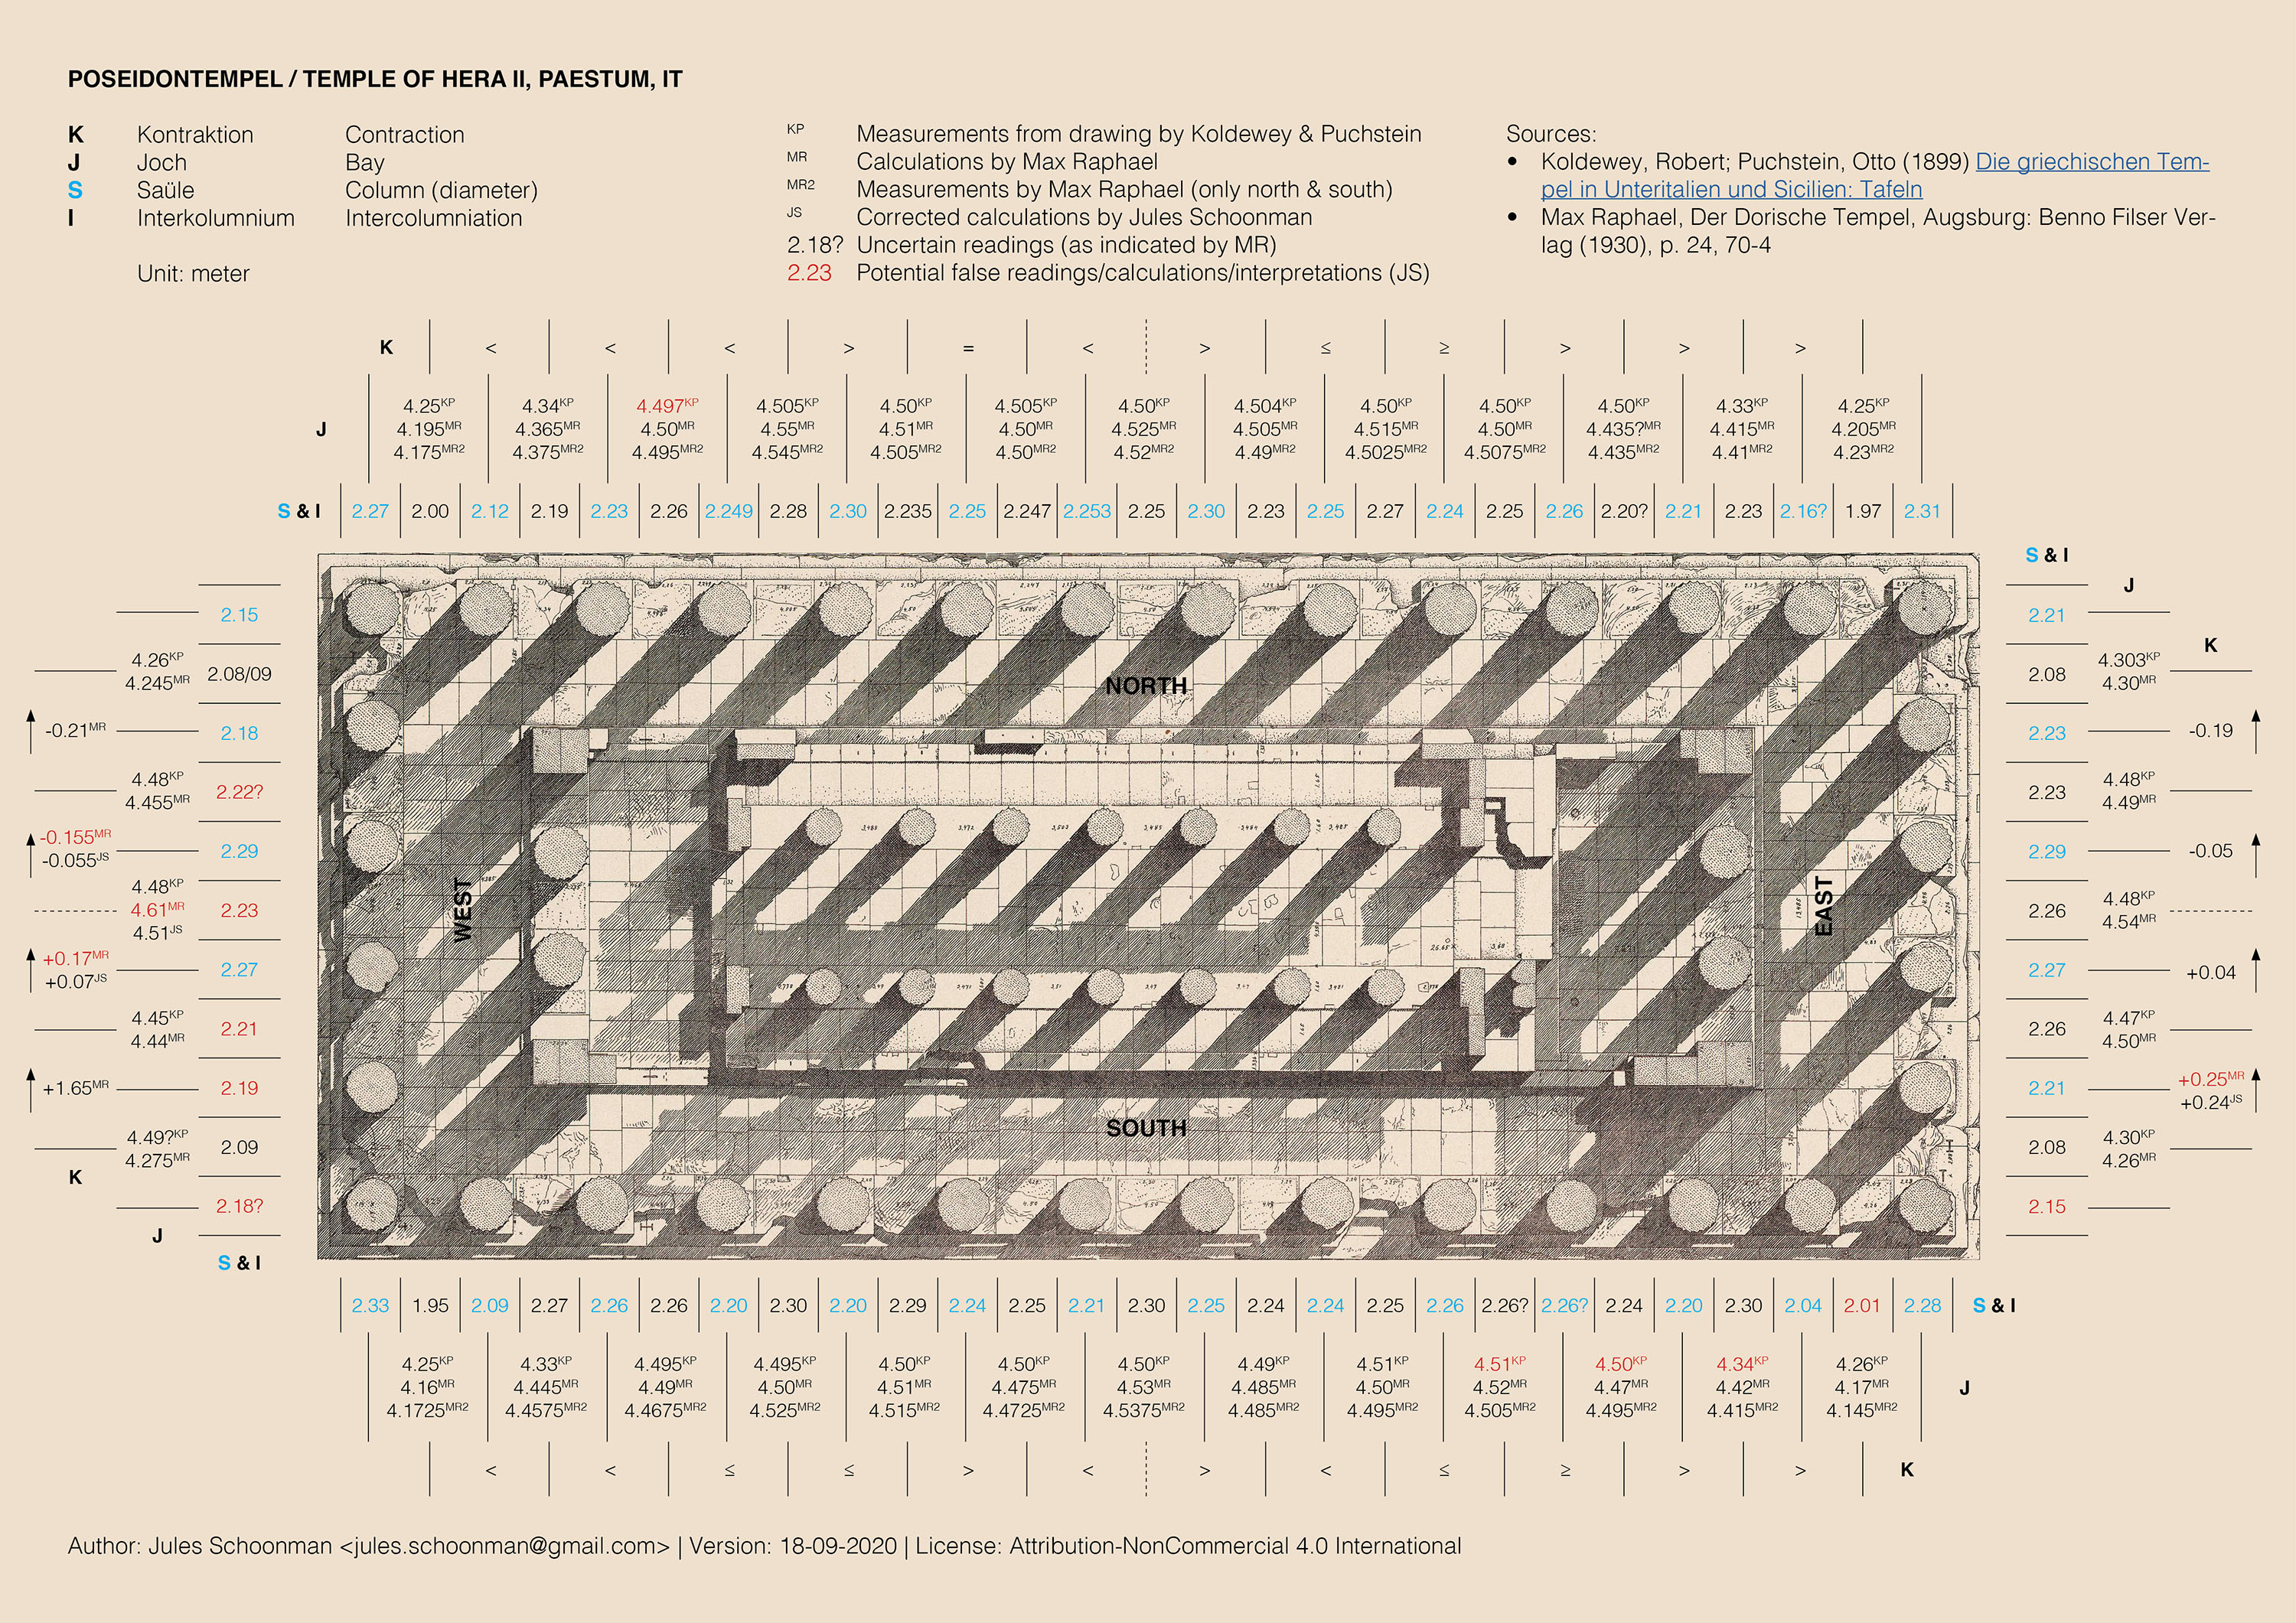 POSEIDONTEMPEL / TEMPLE OF HERA II, PAESTUM, IT
K Kontraktion Contraction
J Joch Bay
S Saüle Column (diameter)
I Interkolumnium Intercolumniation
Unit: meter
KP Measurements from drawing by Koldewey & Puchstein
MR Calculations by Max Raphael
MR2 Measurements by Max Raphael (only north & south)
JS Corrected calculations by Jules Schoonman
2.18? Uncertain readings (as indicated by MR)
2.23 Potential false readings/calculations/interpretations (JS)
Sources:
• Koldewey, Robert; Puchstein, Otto (1899) Die griechischen Tem-
pel in Unteritalien und Sicilien: Tafeln
• Max Raphael, Der Dorische Tempel, Augsburg: Benno Filser Ver-
lag (1930), p. 24, 70-4
K < < < > = < > ≤ ≥ > > >
4.25KP 4.34KP 4.497KP 4.505KP 4.50KP 4.505KP 4.50KP 4.504KP 4.50KP 4.50KP 4.50KP 4.33KP 4.25KP
J 4.195MR 4.365MR 4.50MR 4.55MR 4.51MR 4.50MR 4.525MR 4.505MR 4.515MR 4.50MR 4.435?MR 4.415MR 4.205MR
4.175MR2 4.375MR2 4.495MR2 4.545MR2 4.505MR2 4.50MR2 4.52MR2 4.49MR2 4.5025MR2 4.5075MR2 4.435MR2 4.41MR2 4.23MR2
S & I 2.27 2.00 2.12 2.19 2.23 2.26 2.249 2.28 2.30 2.235 2.25 2.247 2.253 2.25 2.30 2.23 2.25 2.27 2.24 2.25 2.26 2.20? 2.21 2.23 2.16? 1.97 2.31
2.15
4.26KP
4.245MR 2.08/09
-0.21MR 2.18
4.48KP
4.455MR 2.22?
-0.155MR
-0.055JS 2.29
4.48KP
4.61MR 2.23
4.51JS
+0.17MR
+0.07JS 2.27
4.45KP
4.44MR 2.21
+1.65MR 2.19
4.49?KP
4.275MR 2.09
K
2.18?
J
S & I
NORTH
WEST
EAST
SOUTH
S & I
J
2.21
K
2.08 4.303KP
4.30MR
2.23 -0.19
2.23 4.48KP
4.49MR
2.29 -0.05
2.26 4.48KP
4.54MR
2.27 +0.04
2.26 4.47KP
4.50MR
2.21 +0.25MR
+0.24JS
2.08 4.30KP
4.26MR
2.15
2.33 1.95 2.09 2.27 2.26 2.26 2.20 2.30 2.20 2.29 2.24 2.25 2.21 2.30 2.25 2.24 2.24 2.25 2.26 2.26? 2.26? 2.24 2.20 2.30 2.04 2.01 2.28 S & I
4.25KP 4.33KP 4.495KP 4.495KP 4.50KP 4.50KP 4.50KP 4.49KP 4.51KP 4.51KP 4.50KP 4.34KP 4.26KP
4.16MR 4.445MR 4.49MR 4.50MR 4.51MR 4.475MR 4.53MR 4.485MR 4.50MR 4.52MR 4.47MR 4.42MR 4.17MR J
4.1725MR2 4.4575MR2 4.4675MR2 4.525MR2 4.515MR2 4.4725MR2 4.5375MR2 4.485MR2 4.495MR2 4.505MR2 4.495MR2 4.415MR2 4.145MR2
< < ≤ ≤ > < > < ≤ ≥ > > K
Author: Jules Schoonman <jules.schoonman@gmail.com> | Version: 18-09-2020 | License: Attribution-NonCommercial 4.0 International